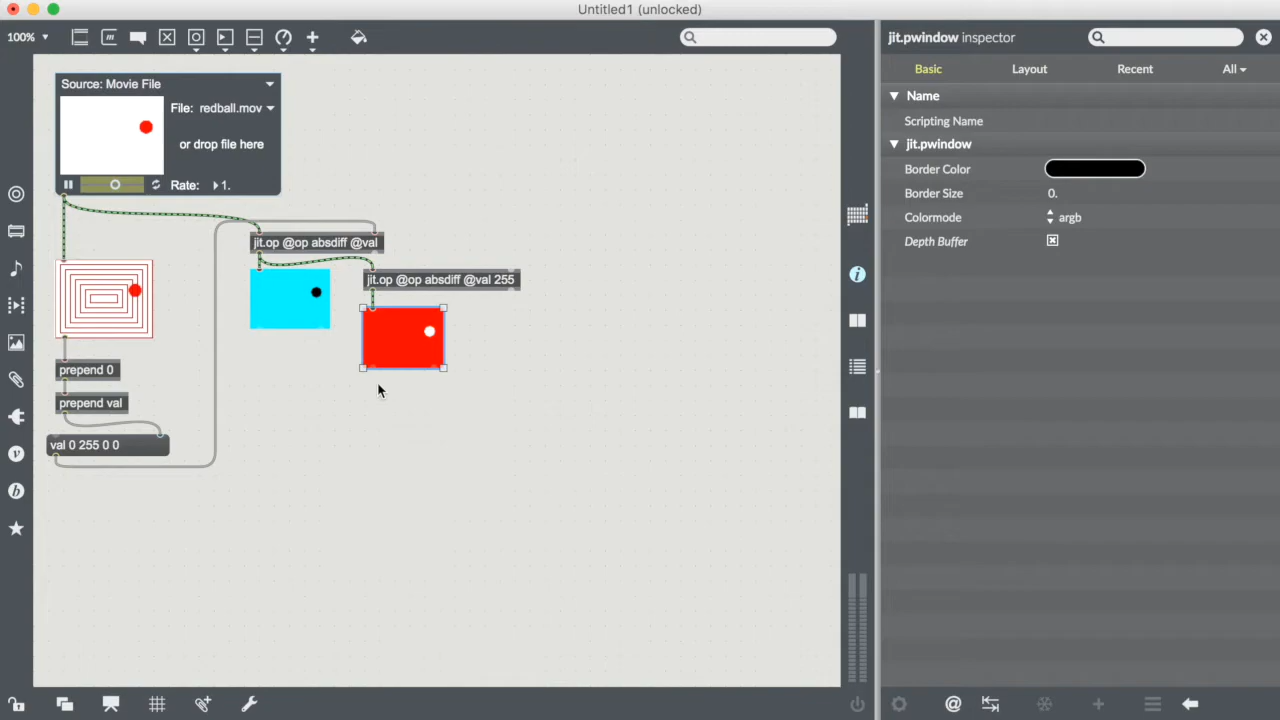 Untitled1 (unlocked)
100%
m
Source: Movie File
File: redball.mov
or drop file here
Rate: 1.
jit.op @op absdiff @val
jit.op @op absdiff @val 255
prepend 0
prepend val
val 0 255 0 0
v
b
jit.pwindow inspector
Basic Layout Recent All
Name
Scripting Name
jit.pwindow
Border Color
Border Size 0.
Colormode argb
Depth Buffer